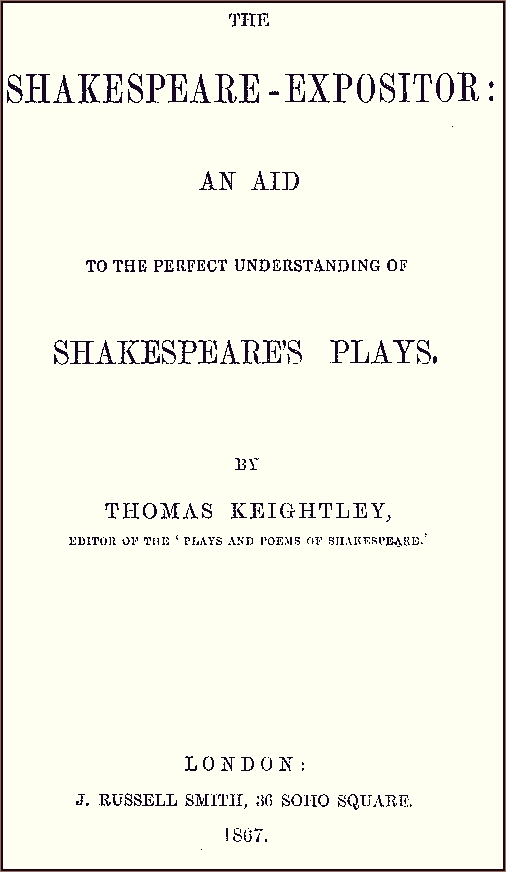 THE
SHAKESPEARE-EXPOSITOR:
AN AID
TO THE PERFECT UNDERSTANDING OF
SHAKESPEARE'S PLAYS.
BY
THOMAS KEIGHTLEY,
EDITOR OF THE ‘PLAYS AND POEMS OF SHAKESPEARE.’
LONDON:
J. RUSSELL SMITH, 36 SOHO SQUARE.
1867.